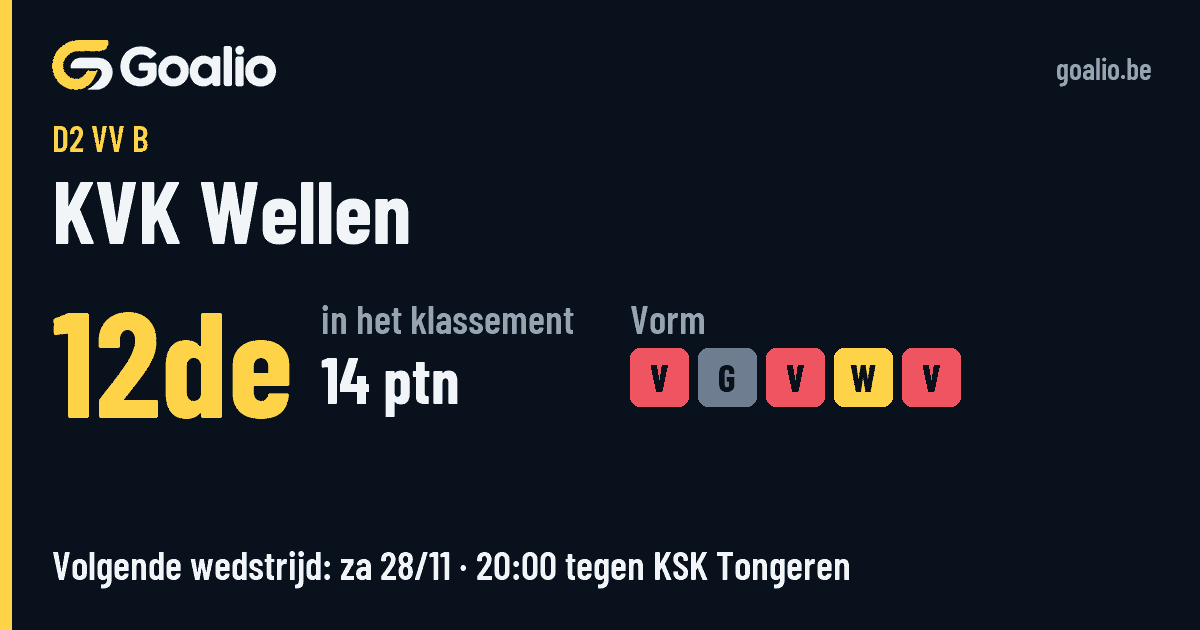 Goalio
goalio.be
D2 VV B
KVK Wellen
12de
in het klassement
14 ptn
Vorm
V G V W V
Volgende wedstrijd: za 28/11 · 20:00 tegen KSK Tongeren